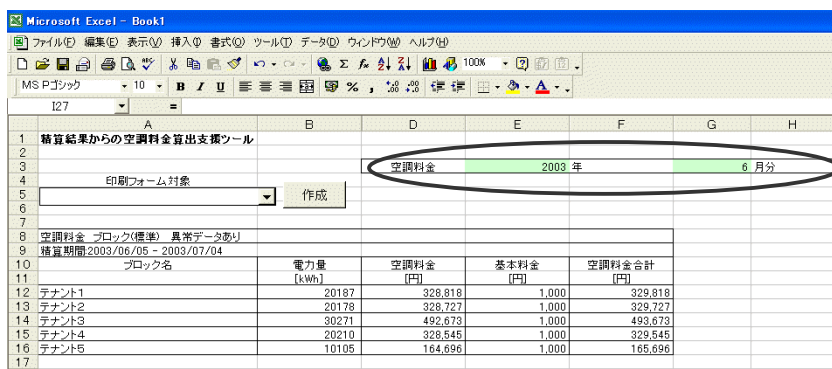 Microsoft Excel - Book1
ファイル(F) 編集(E) 表示(V) 挿入(I) 書式(O) ツール(T) データ(D) ウィンドウ(W) ヘルプ(H)
100%
MS Pゴシック 10 B I U % ,
I27 =
A B D E F G H
1 精算結果からの空調料金算出支援ツール
2
3 空調料金 2003 年 6 月分
4 印刷フォーム対象
5 作成
6
7
8 空調料金 ブロック(標準) 異常データあり
9 精算期間:2003/06/05 - 2003/07/04
10 ブロック名 電力量 空調料金 基本料金 空調料金合計
11 [kWh] [円] [円] [円]
12 テナント1 20187 328,818 1,000 329,818
13 テナント2 20178 328,727 1,000 329,727
14 テナント3 30271 492,673 1,000 493,673
15 テナント4 20210 328,545 1,000 329,545
16 テナント5 10105 164,696 1,000 165,696
17